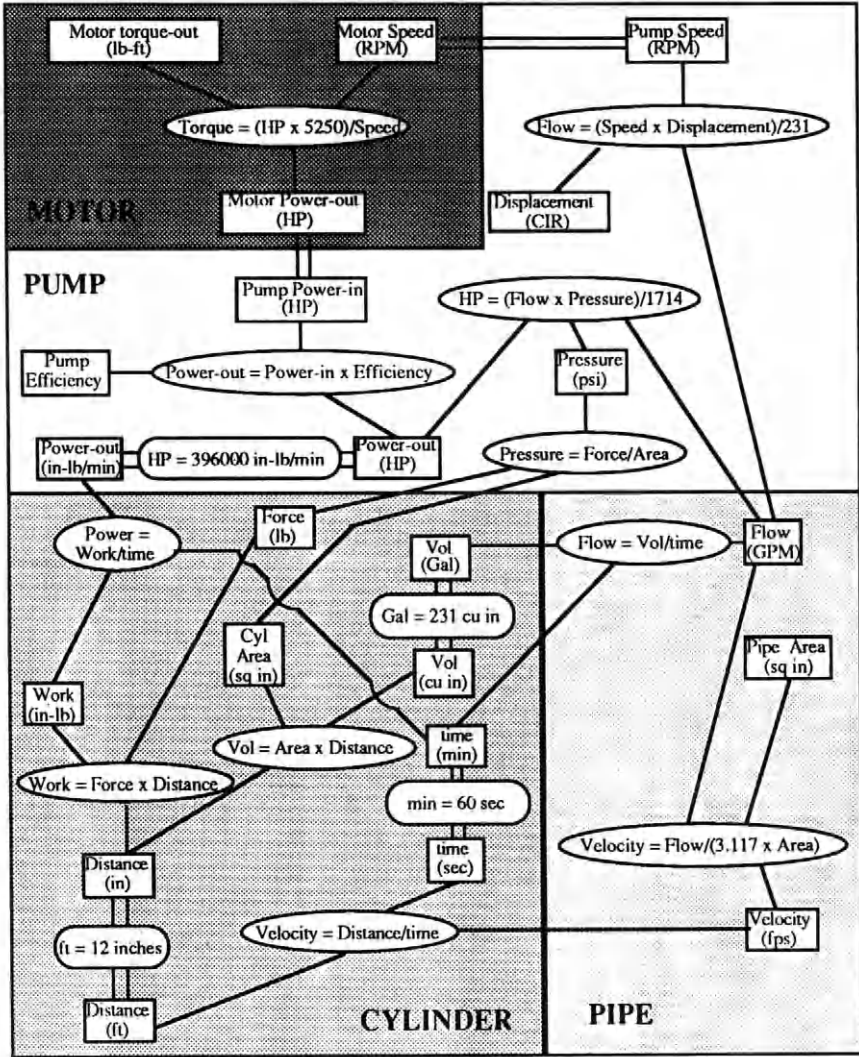 Motor torque-out
(lb-ft)
Motor Speed
(RPM)
Pump Speed
(RPM)
Torque = (HP x 5250)/Speed
Flow = (Speed x Displacement)/231
MOTOR
Motor Power-out
(HP)
Displacement
(CIR)
PUMP
Pump Power-in
(HP)
HP = (Flow x Pressure)/1714
Pump
Efficiency
Power-out = Power-in x Efficiency
Pressure
(psi)
Power-out
(in-lb/min)
HP = 396000 in-lb/min
Power-out
(HP)
Pressure = Force/Area
Power =
Work/time
Force
(lb)
Vol
(Gal)
Flow = Vol/time
Flow
(GPM)
Gal = 231 cu in
Cyl
Area
(sq in)
Vol
(cu in)
Pipe Area
(sq in)
Work
(in-lb)
Vol = Area x Distance
time
(min)
Work = Force x Distance
min = 60 sec
Velocity = Flow/(3.117 x Area)
Distance
(in)
time
(sec)
Velocity
(fps)
ft = 12 inches
Velocity = Distance/time
Distance
(ft)
CYLINDER
PIPE